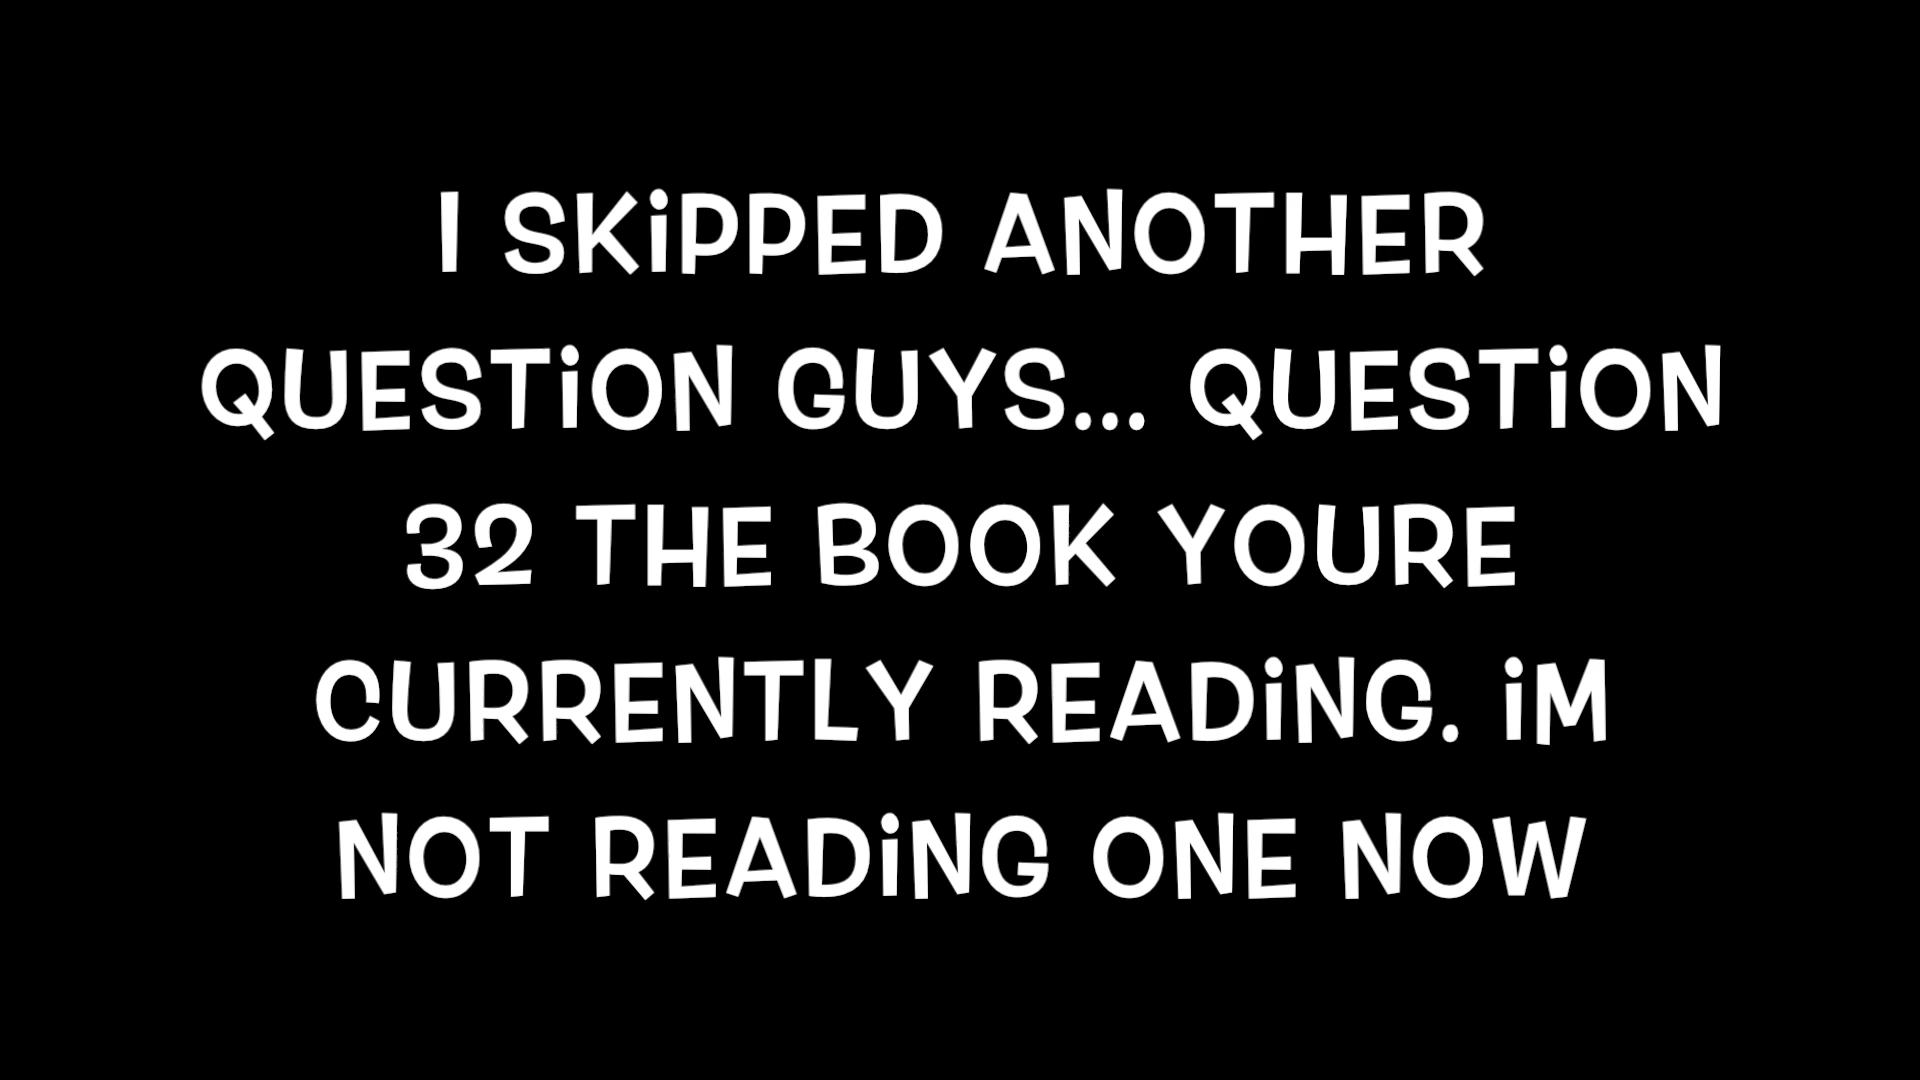 I SKiPPED ANOTHER
QUESTiON GUYS... QUESTiON
32 THE BOOK YOURE
CURRENTLY READiNG. iM
NOT READiNG ONE NOW